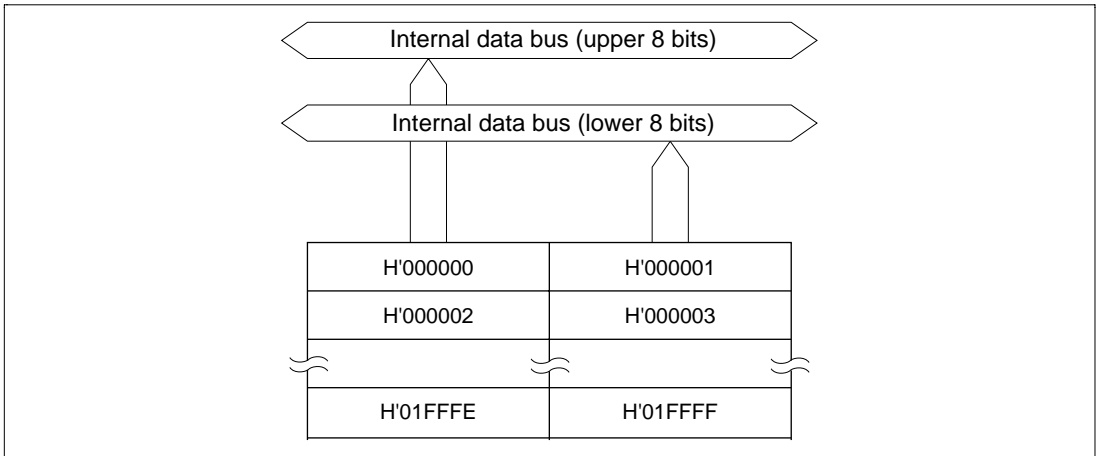 Internal data bus (upper 8 bits)
Internal data bus (lower 8 bits)
H'000000 H'000001
H'000002 H'000003
H'01FFFE H'01FFFF